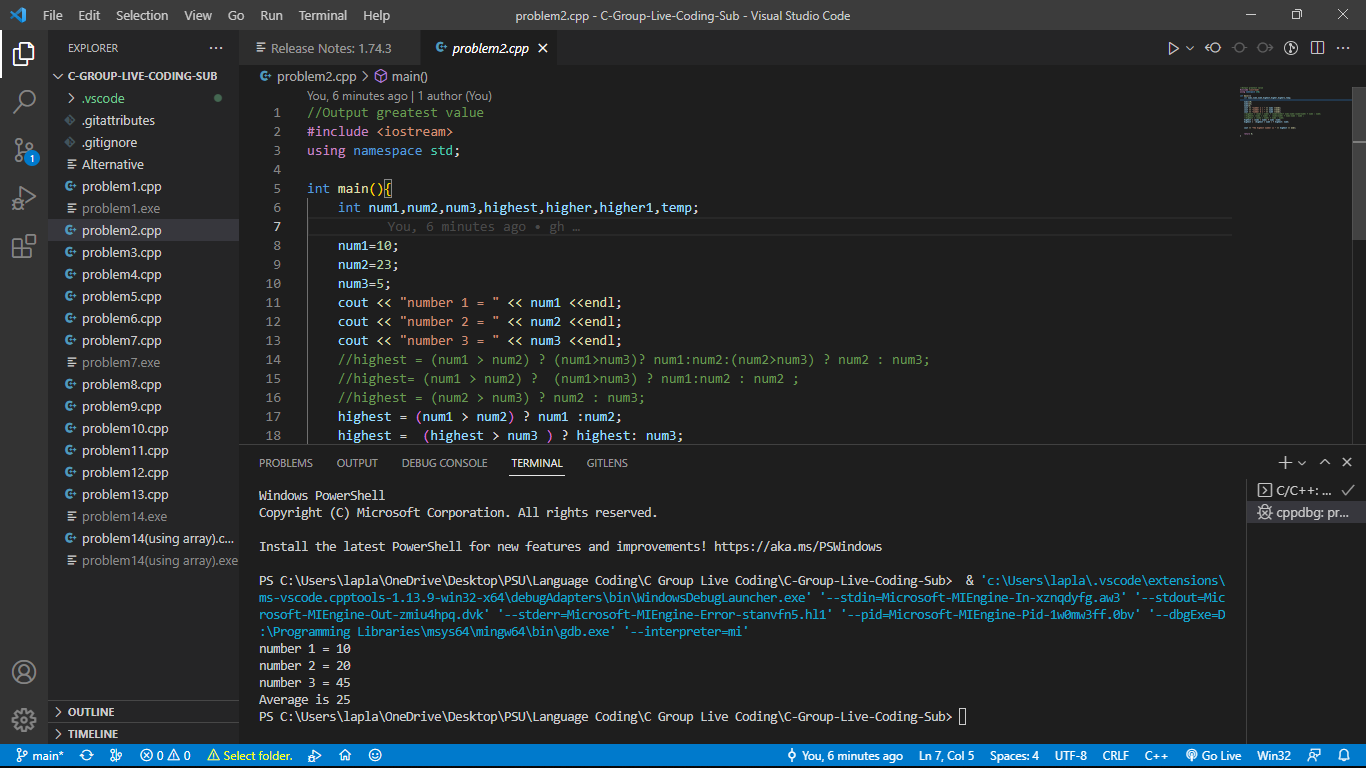 File Edit Selection View Go Run Terminal Help
problem2.cpp - C-Group-Live-Coding-Sub - Visual Studio Code
EXPLORER
C-GROUP-LIVE-CODING-SUB
.vscode
.gitattributes
.gitignore
Alternative
problem1.cpp
problem1.exe
problem2.cpp
problem3.cpp
problem4.cpp
problem5.cpp
problem6.cpp
problem7.cpp
problem7.exe
problem8.cpp
problem9.cpp
problem10.cpp
problem11.cpp
problem12.cpp
problem13.cpp
problem14.exe
problem14(using array).c...
problem14(using array).exe
OUTLINE
TIMELINE
1
Release Notes: 1.74.3
problem2.cpp
problem2.cpp > main()
You, 6 minutes ago | 1 author (You)
1 //Output greatest value
2 #include <iostream>
3 using namespace std;
4
5 int main(){
6 int num1,num2,num3,highest,higher,higher1,temp;
7 You, 6 minutes ago • gh …
8 num1=10;
9 num2=23;
10 num3=5;
11 cout << "number 1 = " << num1 <<endl;
12 cout << "number 2 = " << num2 <<endl;
13 cout << "number 3 = " << num3 <<endl;
14 //highest = (num1 > num2) ? (num1>num3)? num1:num2:(num2>num3) ? num2 : num3;
15 //highest= (num1 > num2) ?  (num1>num3) ? num1:num2 : num2 ;
16 //highest = (num2 > num3) ? num2 : num3;
17 highest = (num1 > num2) ? num1 :num2;
18 highest =  (highest > num3 ) ? highest: num3;
PROBLEMS OUTPUT DEBUG CONSOLE TERMINAL GITLENS
Windows PowerShell
Copyright (C) Microsoft Corporation. All rights reserved.
Install the latest PowerShell for new features and improvements! https://aka.ms/PSWindows
PS C:\Users\lapla\OneDrive\Desktop\PSU\Language Coding\C Group Live Coding\C-Group-Live-Coding-Sub>  & 'c:\Users\lapla\.vscode\extensions\
ms-vscode.cpptools-1.13.9-win32-x64\debugAdapters\bin\WindowsDebugLauncher.exe' '--stdin=Microsoft-MIEngine-In-xznqdyfg.aw3' '--stdout=Mic
rosoft-MIEngine-Out-zmiu4hpq.dvk' '--stderr=Microsoft-MIEngine-Error-stanvfn5.hl1' '--pid=Microsoft-MIEngine-Pid-1w0mw3ff.0bv' '--dbgExe=D
:\Programming Libraries\msys64\mingw64\bin\gdb.exe' '--interpreter=mi'
number 1 = 10
number 2 = 20
number 3 = 45
Average is 25
PS C:\Users\lapla\OneDrive\Desktop\PSU\Language Coding\C Group Live Coding\C-Group-Live-Coding-Sub>
C/C++: ...
cppdbg: pr...
main* 0 0 Select folder. You, 6 minutes ago Ln 7, Col 5 Spaces: 4 UTF-8 CRLF C++ Go Live Win32